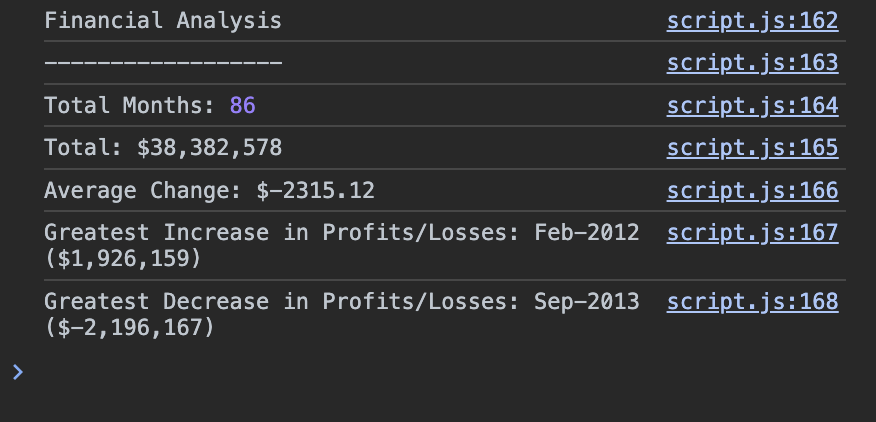 Financial Analysis script.js:162
------------------ script.js:163
Total Months: 86 script.js:164
Total: $38,382,578 script.js:165
Average Change: $-2315.12 script.js:166
Greatest Increase in Profits/Losses: Feb-2012 script.js:167
($1,926,159)
Greatest Decrease in Profits/Losses: Sep-2013 script.js:168
($-2,196,167)